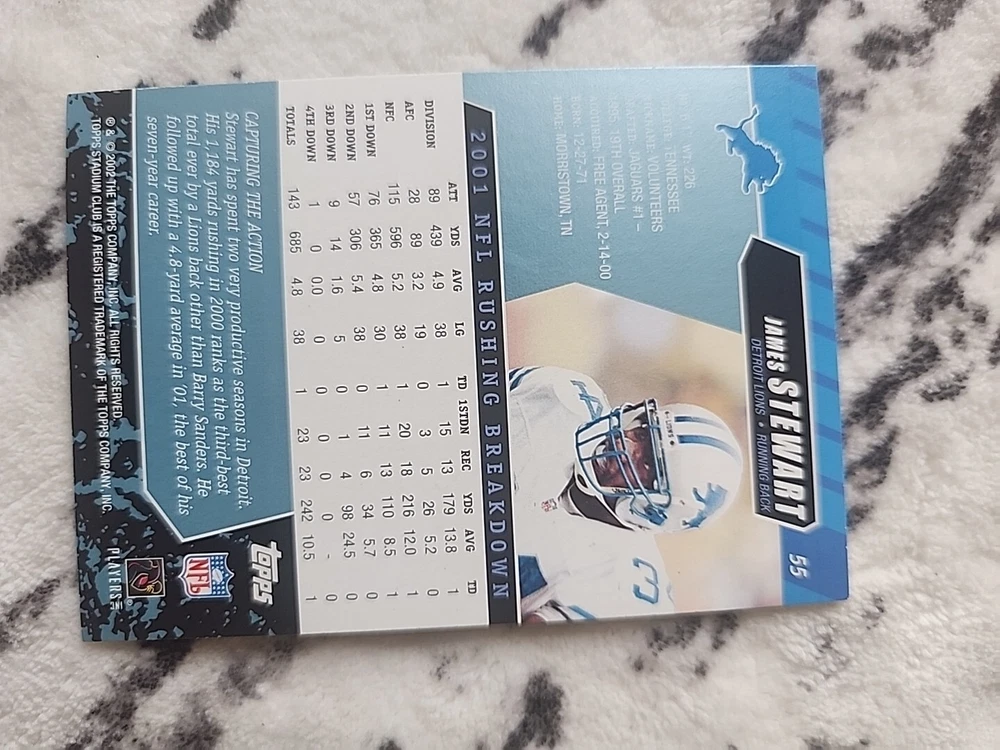 55
JAMES STEWART
DETROIT LIONS • RUNNING BACK
WT: 226
TENNESSEE
VOLUNTEERS
JAGUARS #1 –
19TH OVERALL
FREE AGENT, 2-14-00
12-27-71
MORRISTOWN, TN
LIONS
3
2001 NFL RUSHING BREAKDOWN
DIVISION ATT YDS AVG LG TD 1STDN REC YDS AVG TD
89 439 4.9 38 1 15 13 179 13.8 1
AFC 28 89 3.2 19 0 3 5 26 5.2 0
NFC 115 596 5.2 38 1 20 18 216 12.0 1
1ST DOWN 76 365 4.8 30 1 11 13 110 8.5 1
2ND DOWN 57 306 5.4 38 0 11 6 34 5.7 0
3RD DOWN 9 14 1.6 5 0 1 4 98 24.5 0
4TH DOWN 1 0 0.0 0 0 0 0 0 - 0
TOTALS 143 685 4.8 38 1 23 23 242 10.5 1
CAPTURING THE ACTION
Stewart has spent two very productive seasons in Detroit.
His 1,184 yards rushing in 2000 ranks as the third-best
total ever by a Lions back other than Barry Sanders. He
followed up with a 4.8-yard average in '01, the best of his
seven-year career.
topps
NFL
PLAYERS INC
® & © 2002 THE TOPPS COMPANY, INC. ALL RIGHTS RESERVED.
TOPPS STADIUM CLUB IS A REGISTERED TRADEMARK OF THE TOPPS COMPANY, INC.